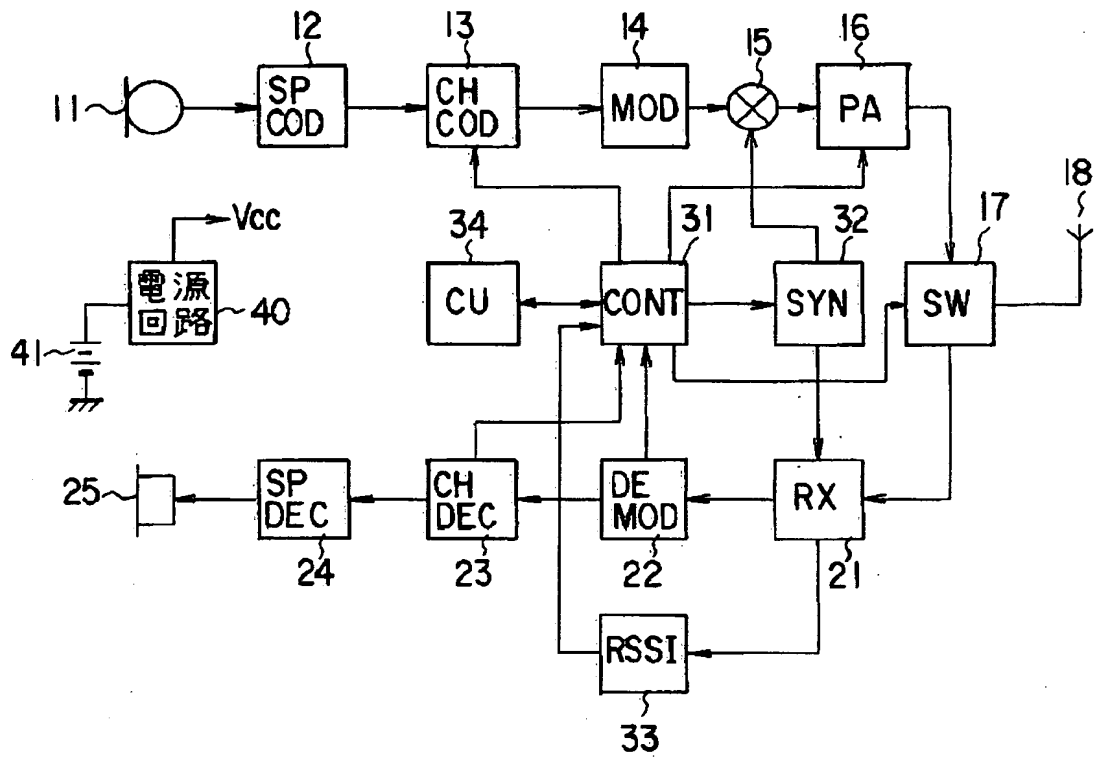 12
13
14
15
16
11
SP
COD
CH
COD
MOD
PA
18
Vcc
34
31
32
17
電源
回路
40
CU
CONT
SYN
SW
41
25
SP
DEC
CH
DEC
DE
MOD
RX
24
23
22
21
RSSI
33